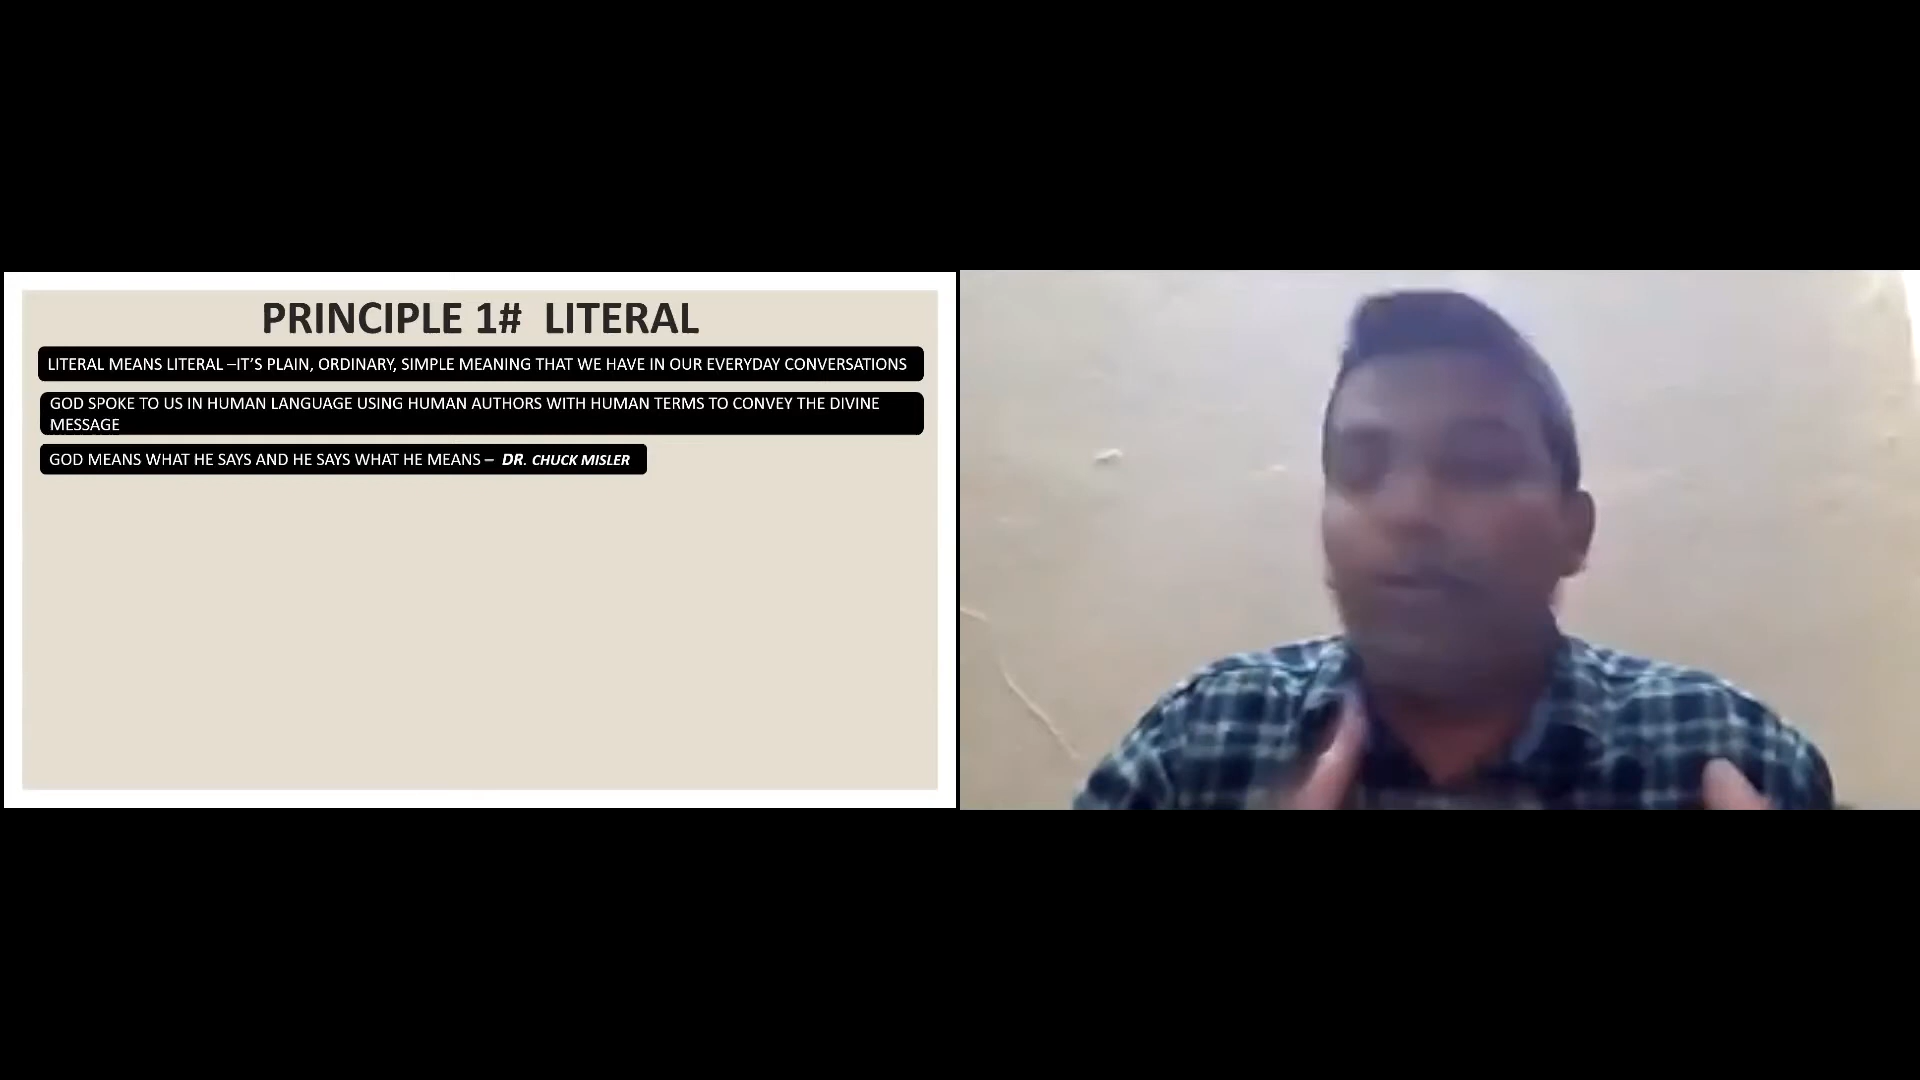 PRINCIPLE 1# LITERAL
LITERAL MEANS LITERAL –IT’S PLAIN, ORDINARY, SIMPLE MEANING THAT WE HAVE IN OUR EVERYDAY CONVERSATIONS
GOD SPOKE TO US IN HUMAN LANGUAGE USING HUMAN AUTHORS WITH HUMAN TERMS TO CONVEY THE DIVINE
MESSAGE
GOD MEANS WHAT HE SAYS AND HE SAYS WHAT HE MEANS – DR. CHUCK MISLER